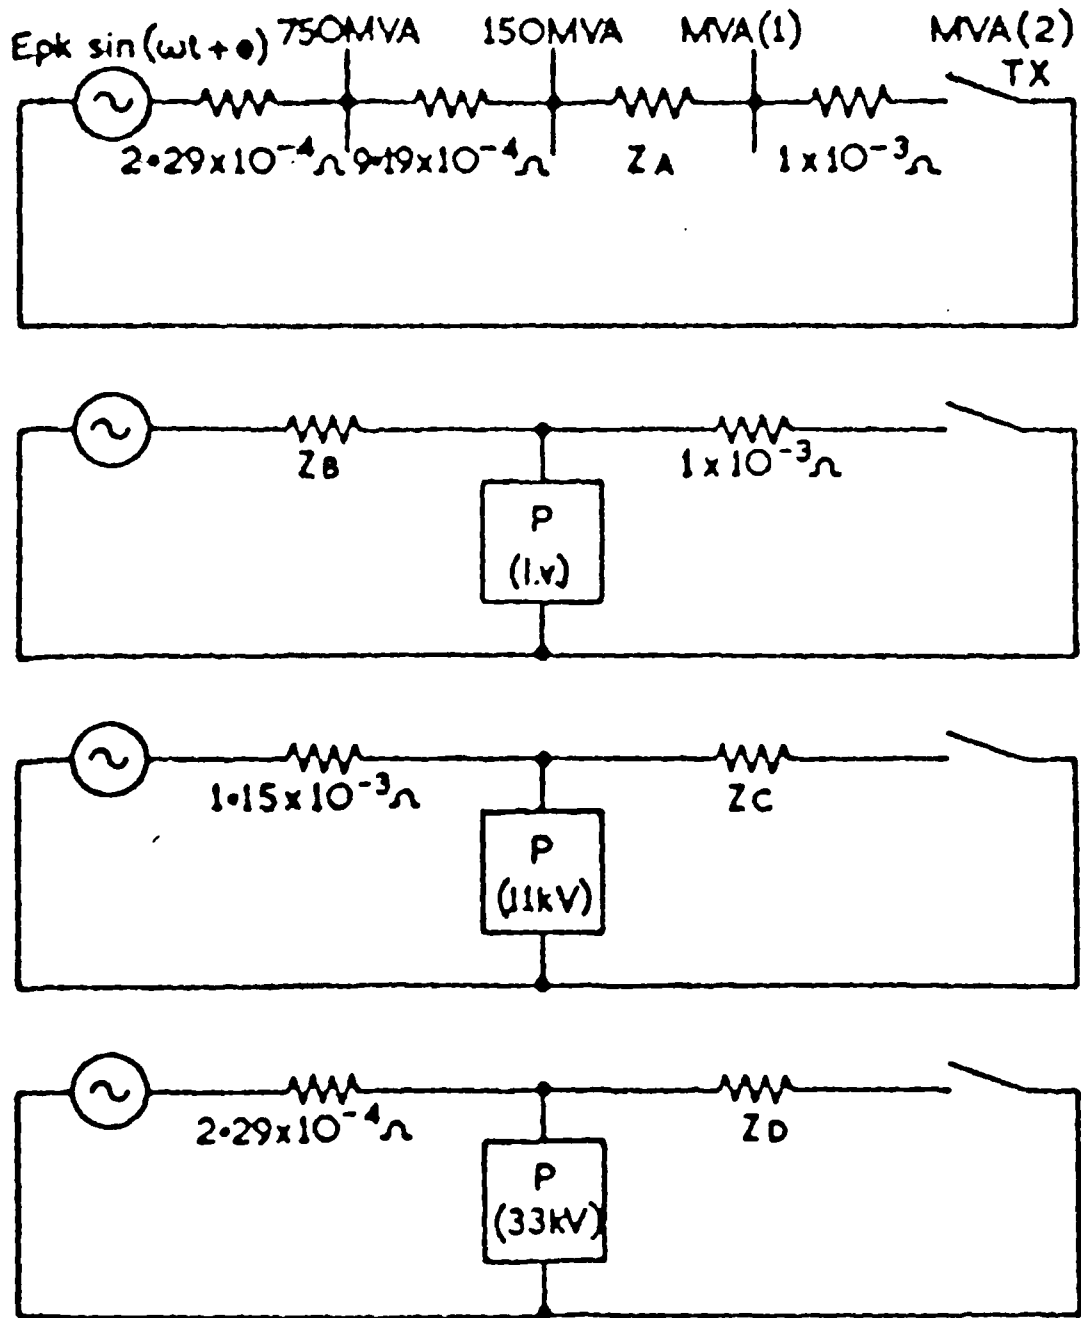 Epk sin(ωt + θ) 750MVA 150MVA MVA(1) MVA(2)
TX
2·29x10⁻⁴Ω 9·19x10⁻⁴Ω ZA 1x10⁻³Ω
ZB 1x10⁻³Ω
P
(l.v.)
1·15x10⁻³Ω ZC
P
(11kV)
2·29x10⁻⁴Ω ZD
P
(33kV)